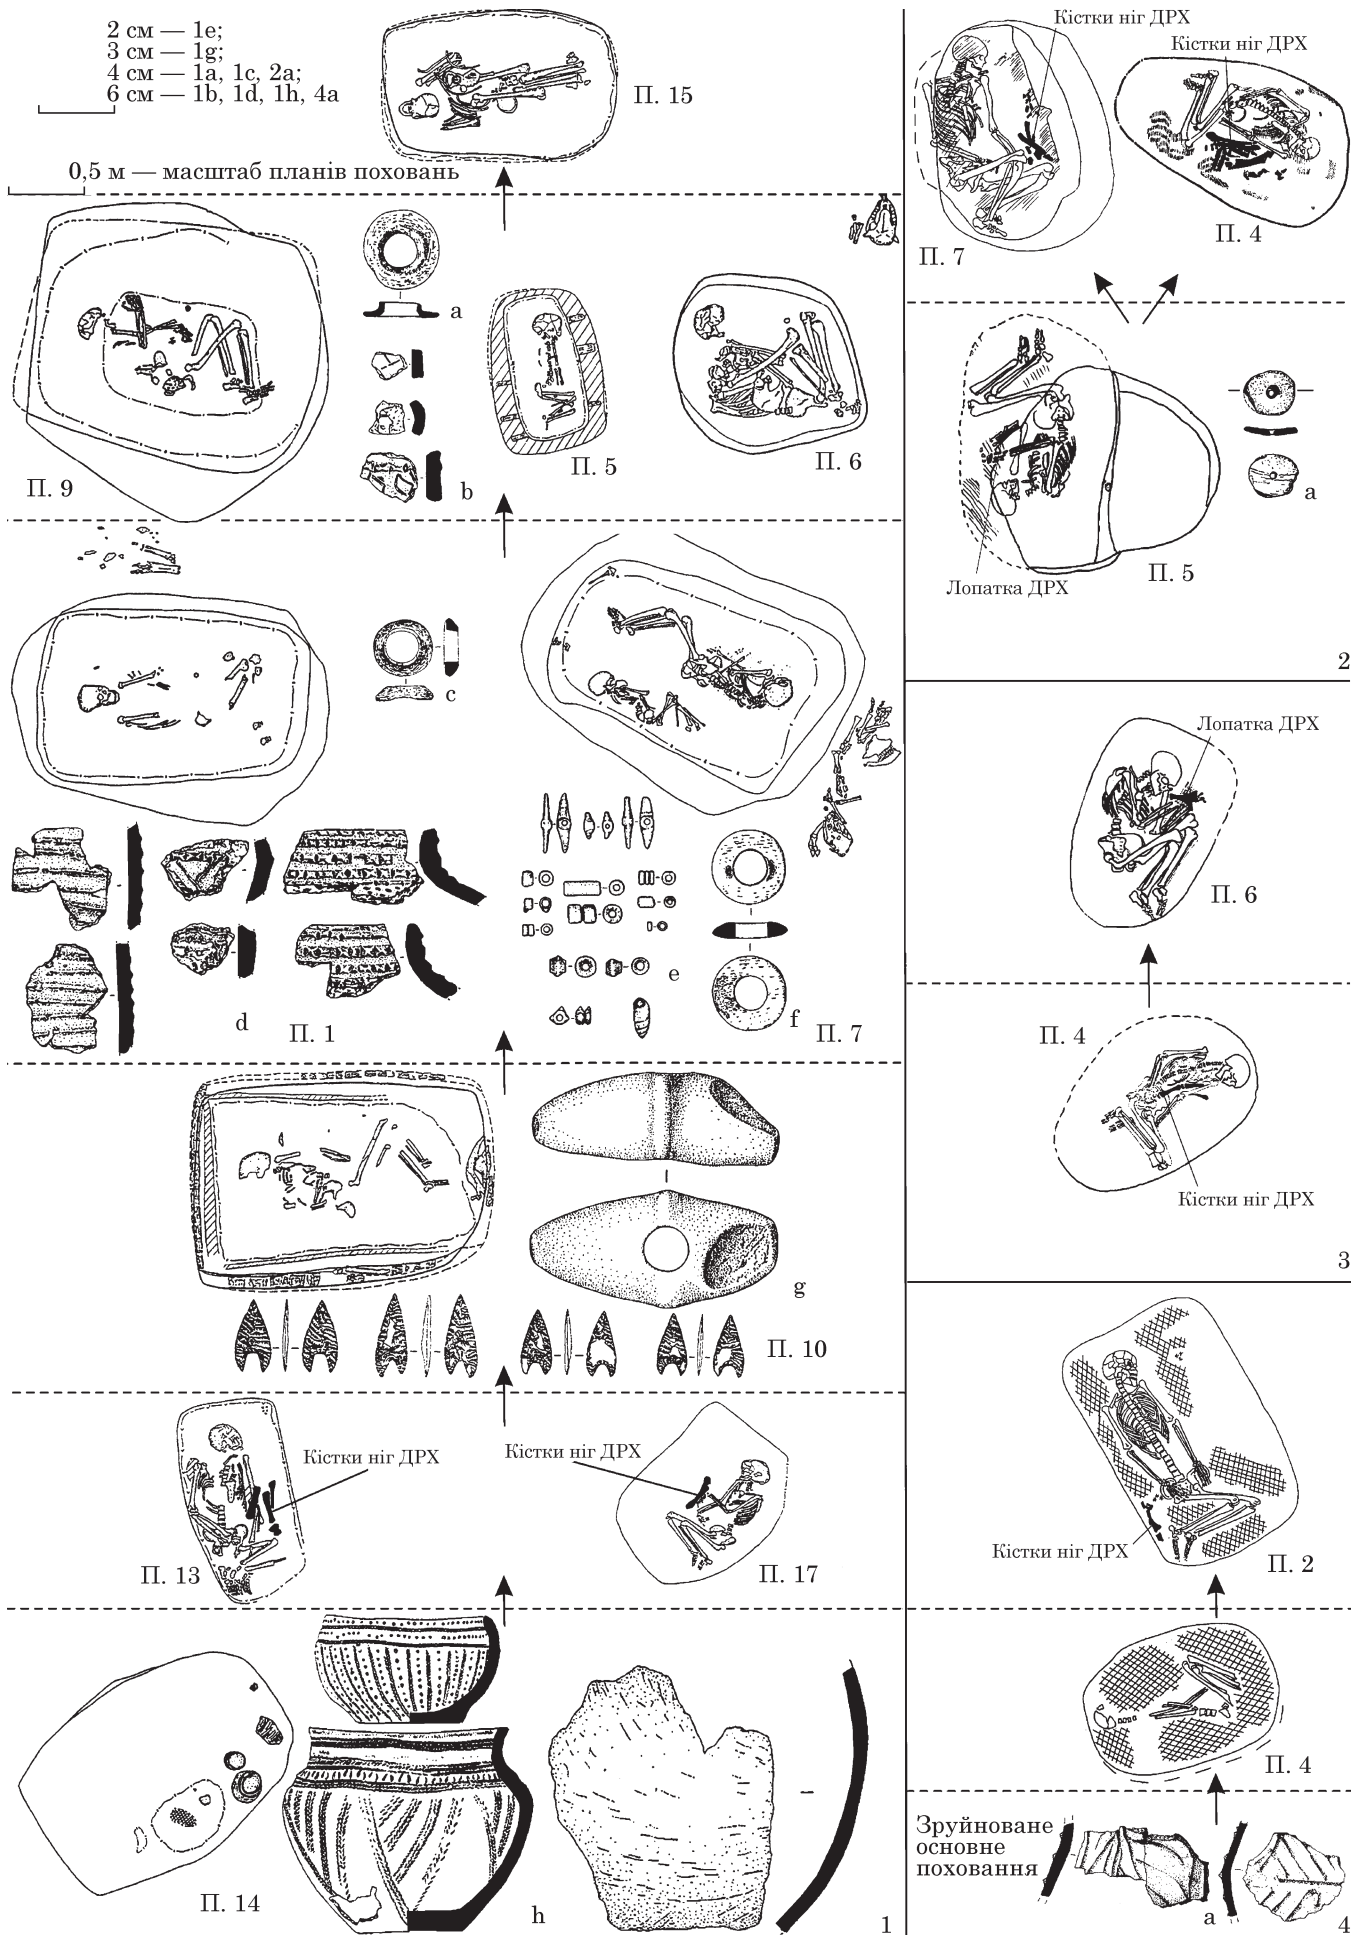 2 см — 1e;
3 см — 1g;
4 см — 1a, 1c, 2a;
6 см — 1b, 1d, 1h, 4a
0,5 м — масштаб планів поховань
П. 15
П. 9
a
b
П. 5
П. 6
c
d
П. 1
e
f
П. 7
g
П. 10
Кістки ніг ДРХ
П. 13
Кістки ніг ДРХ
П. 17
П. 14
h
1
Кістки ніг ДРХ
Кістки ніг ДРХ
П. 7
П. 4
a
П. 5
Лопатка ДРХ
2
Лопатка ДРХ
П. 6
П. 4
Кістки ніг ДРХ
3
Кістки ніг ДРХ
П. 2
П. 4
Зруйноване
основне
поховання
a
4